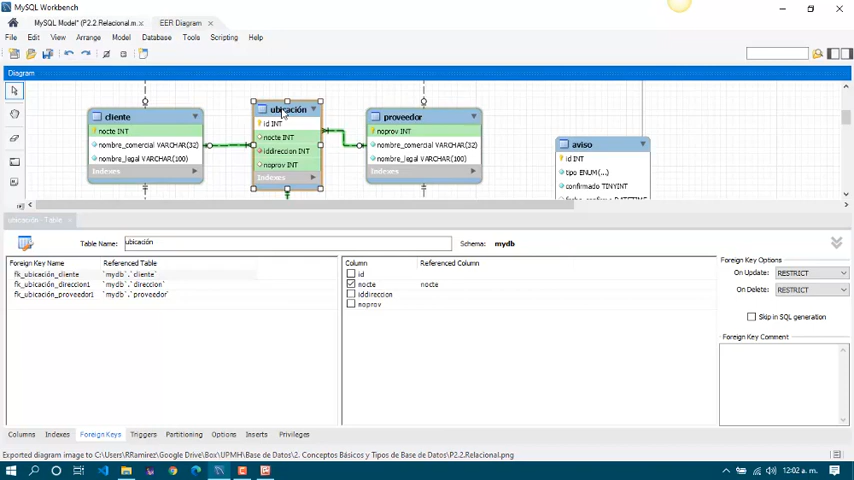 MySQL Workbench
MySQL Model* (P2.2.Relacional.m...
EER Diagram
File Edit View Arrange Model Database Tools Scripting Help
Diagram
cliente
nocte INT
nombre_comercial VARCHAR(32)
nombre_legal VARCHAR(100)
Indexes
ubicación
id INT
nocte INT
iddireccion INT
noprov INT
Indexes
proveedor
noprov INT
nombre_comercial VARCHAR(32)
nombre_legal VARCHAR(100)
Indexes
aviso
id INT
tipo ENUM(...)
confirmado TINYINT
ubicación - Table
Table Name: ubicación Schema: mydb
Foreign Key Name Referenced Table
fk_ubicación_cliente `mydb`.`cliente`
fk_ubicación_direccion1 `mydb`.`direccion`
fk_ubicación_proveedor1 `mydb`.`proveedor`
Column Referenced Column
id
nocte nocte
iddireccion
noprov
Foreign Key Options
On Update: RESTRICT
On Delete: RESTRICT
Skip in SQL generation
Foreign Key Comment
Columns Indexes Foreign Keys Triggers Partitioning Options Inserts Privileges
Exported diagram image to C:\Users\RRamirez\Google Drive\Box\UPMH\Base de Datos\2. Conceptos Básicos y Tipos de Base de Datos\P2.2.Relacional.png
12:02 a. m.